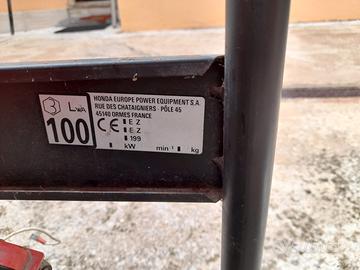 LWA
100
HONDA EUROPE POWER EQUIPMENT S.A.
RUE DES CHATAIGNIERS - PÔLE 45
45140 ORMES FRANCE
CE E Z
E.Z
199
kW min⁻¹ kg